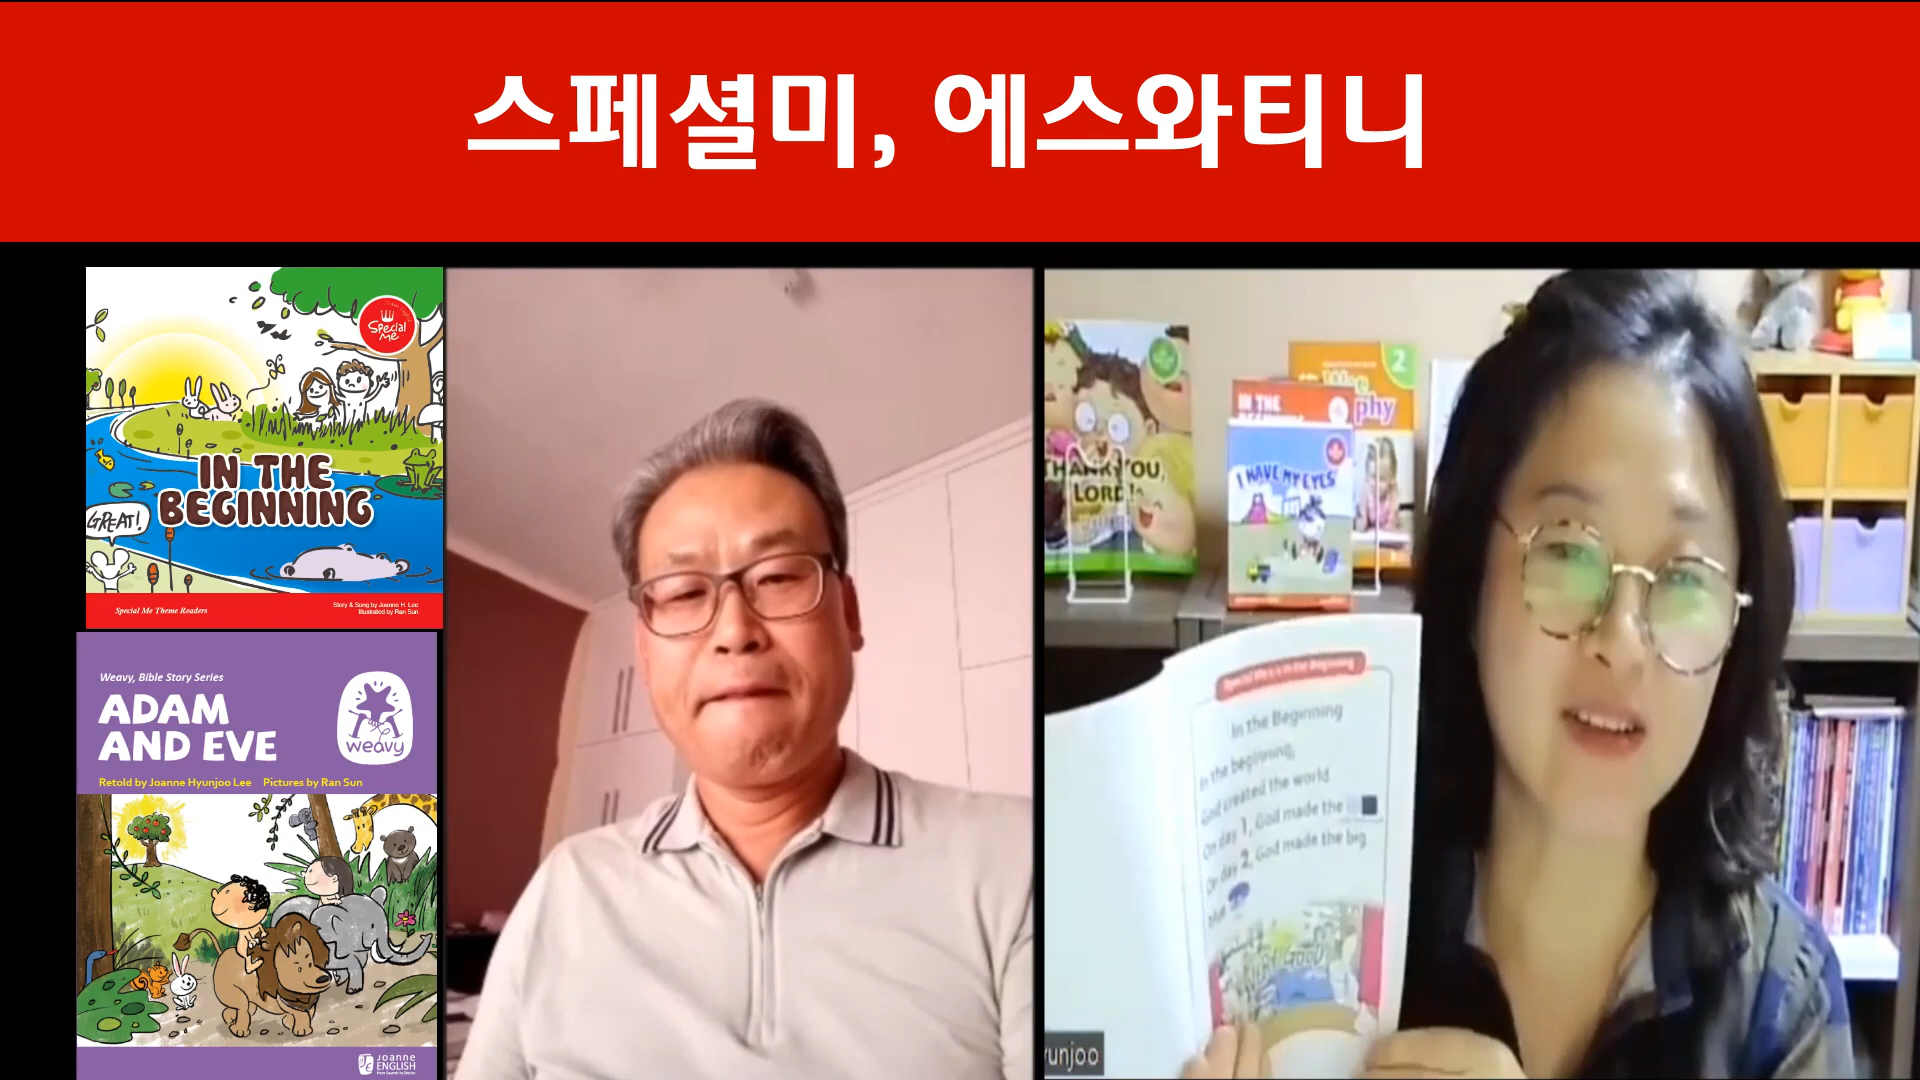 스페셜미, 에스와티니
Special
me
IN THE
BEGINNING
GREAT!
Special Me Theme Readers
Story & Song by Joanne H. Lee
Illustrated by Ran Sun
Weavy, Bible Story Series
ADAM
AND EVE
weavy
Retold by Joanne Hyunjoo Lee Pictures by Ran Sun
Joanne
ENGLISH
THANK YOU,
LORD!
IN THE
2
phy
I HAVE MY EYES
In the Beginning
In the beginning,
God created the world
On day 1, God made the
On day 2, God made the big
blue
GOOD
yunjoo